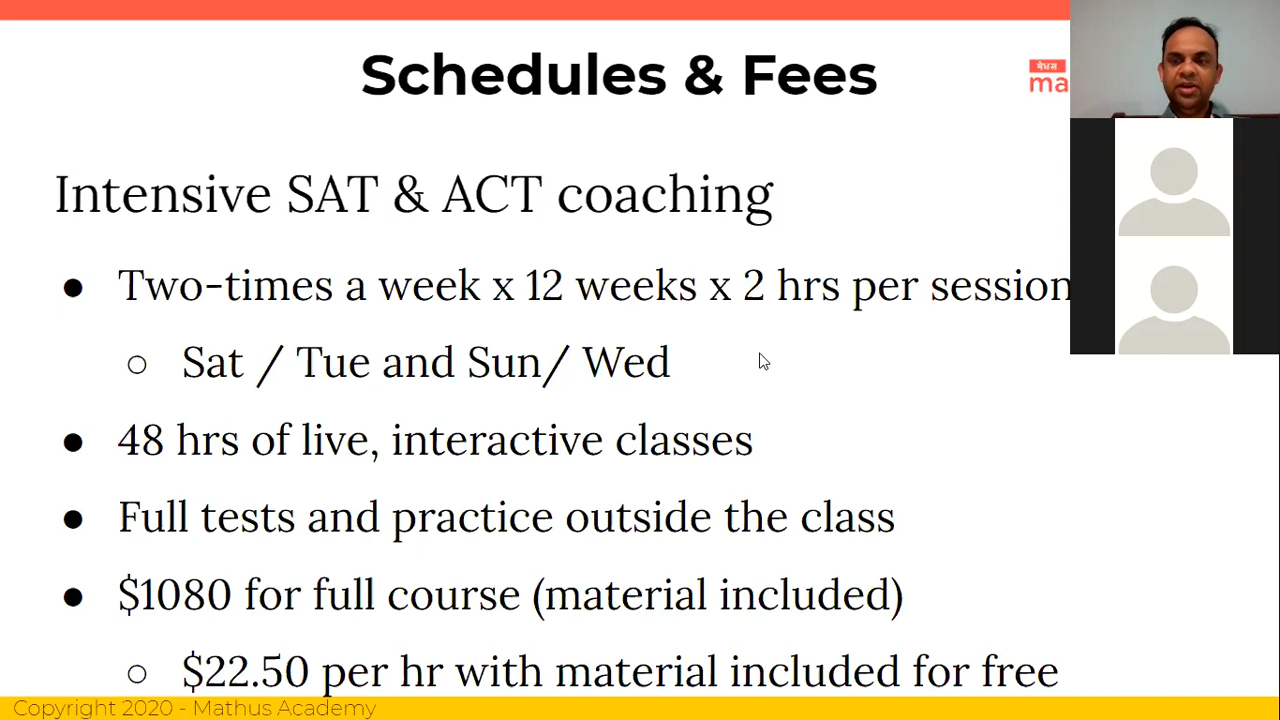 Schedules & Fees
ਮੈਥਸ
ma
Intensive SAT & ACT coaching
● Two-times a week x 12 weeks x 2 hrs per session
○ Sat / Tue and Sun/ Wed
● 48 hrs of live, interactive classes
● Full tests and practice outside the class
● $1080 for full course (material included)
○ $22.50 per hr with material included for free
Copyright 2020 - Mathus Academy